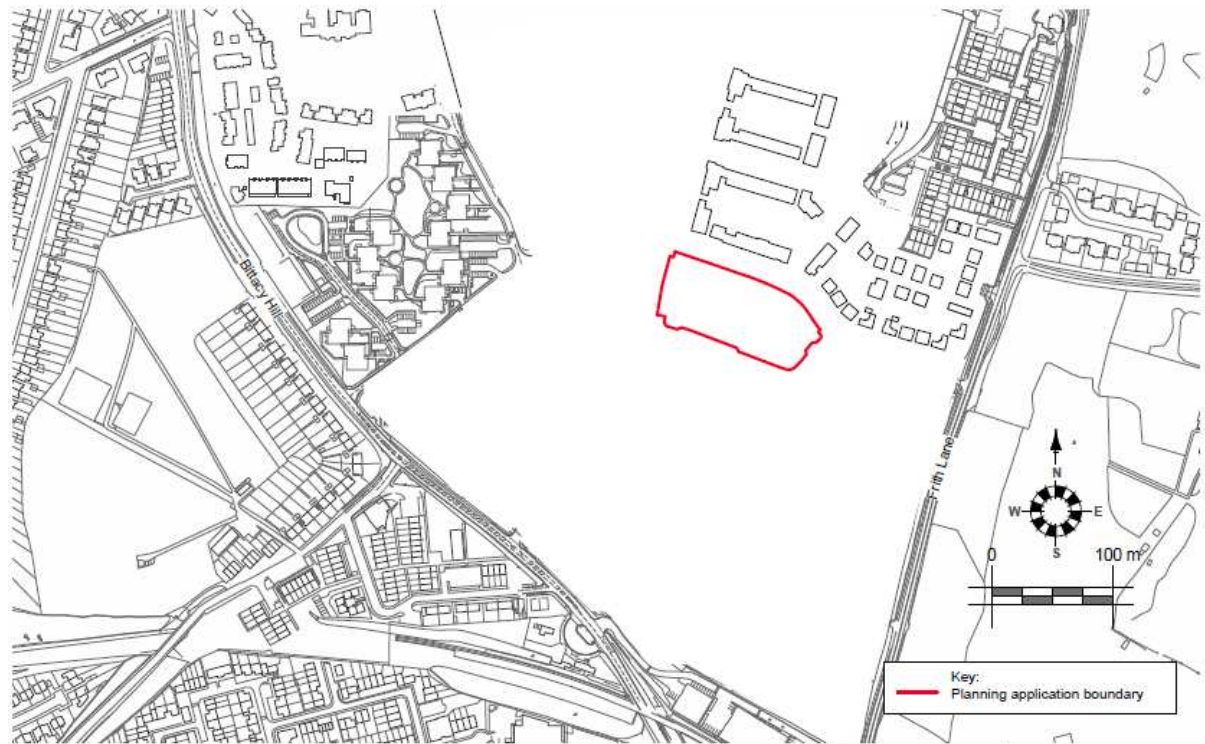 Bittacy Hill
Frith Lane
N
W E
S
0 100 m
Key:
Planning application boundary